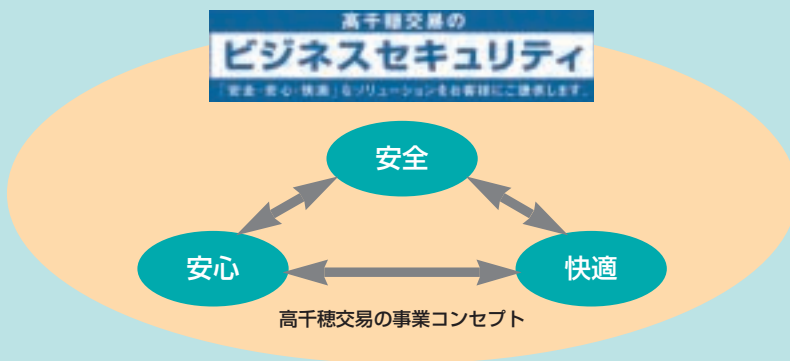 高千穂交易の
ビジネスセキュリティ
「安全・安心・快適」なソリューションをお客様にご提供します。
安全
安心
快適
高千穂交易の事業コンセプト